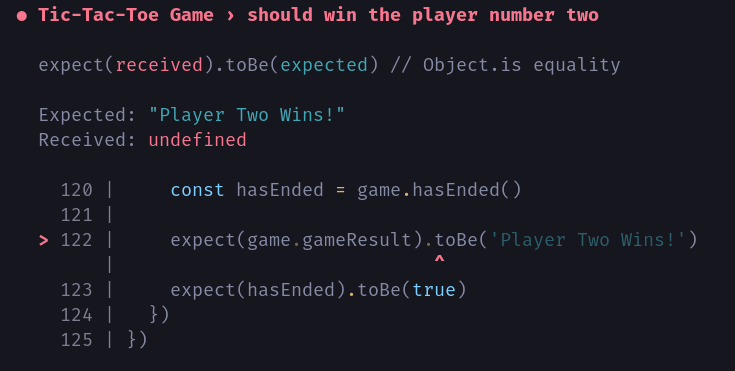 ● Tic-Tac-Toe Game › should win the player number two
expect(received).toBe(expected) // Object.is equality
Expected: "Player Two Wins!"
Received: undefined
120 |     const hasEnded = game.hasEnded()
121 |
> 122 |     expect(game.gameResult).toBe('Player Two Wins!')
|                             ^
123 |     expect(hasEnded).toBe(true)
124 |   })
125 | })